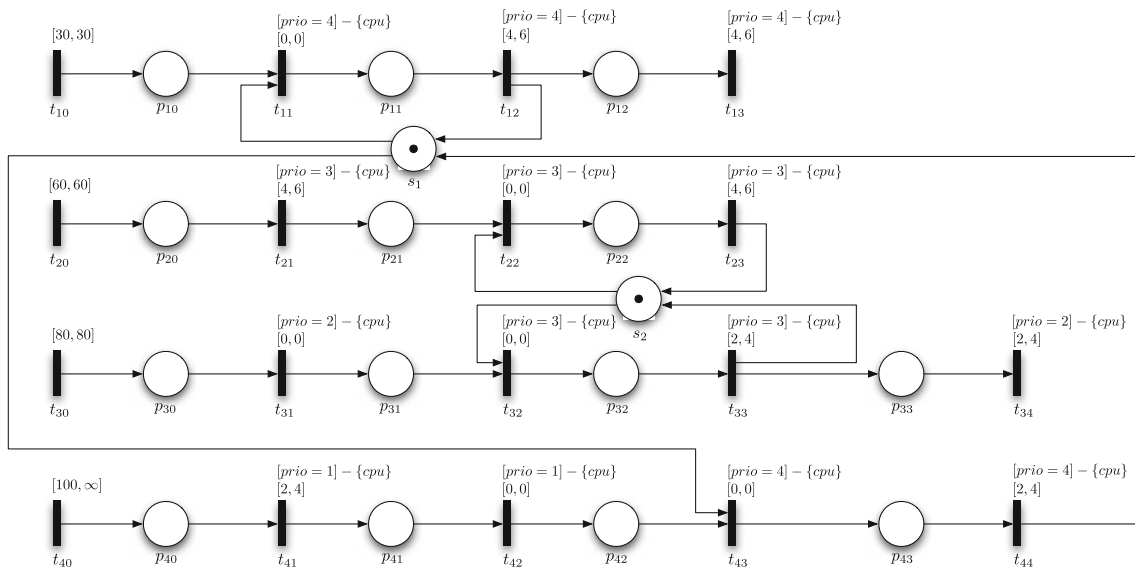 [prio = 4] − {cpu} [prio = 4] − {cpu} [prio = 4] − {cpu}
[30, 30] [0, 0] [4, 6] [4, 6]
t10 p10 t11 p11 t12 p12 t13
s1
[prio = 3] − {cpu} [prio = 3] − {cpu} [prio = 3] − {cpu}
[60, 60] [4, 6] [0, 0] [4, 6]
t20 p20 t21 p21 t22 p22 t23
s2
[prio = 2] − {cpu} [prio = 3] − {cpu} [prio = 3] − {cpu} [prio = 2] − {cpu}
[80, 80] [0, 0] [0, 0] [2, 4] [2, 4]
t30 p30 t31 p31 t32 p32 t33 p33 t34
[prio = 1] − {cpu} [prio = 1] − {cpu} [prio = 4] − {cpu} [prio = 4] − {cpu}
[100, ∞] [2, 4] [0, 0] [0, 0] [2, 4]
t40 p40 t41 p41 t42 p42 t43 p43 t44